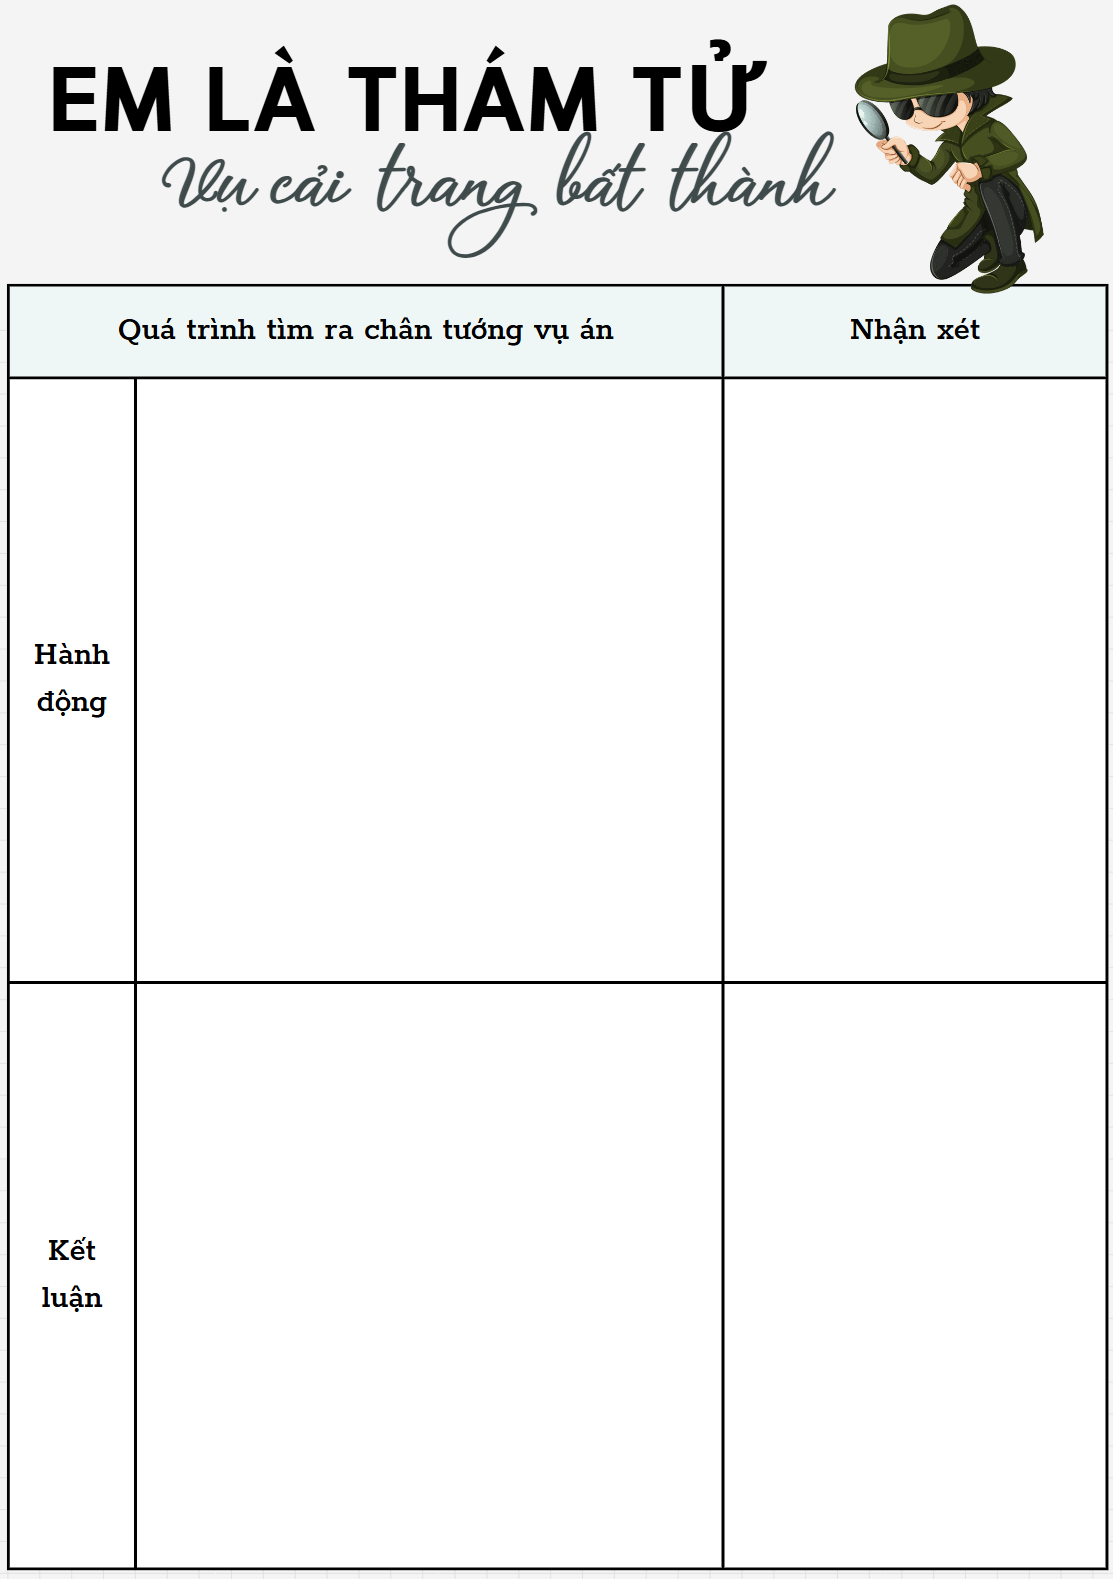 EM LÀ THÁM TỬ
Vụ cải trang bất thành
Quá trình tìm ra chân tướng vụ án
Nhận xét
Hành
động
Kết
luận